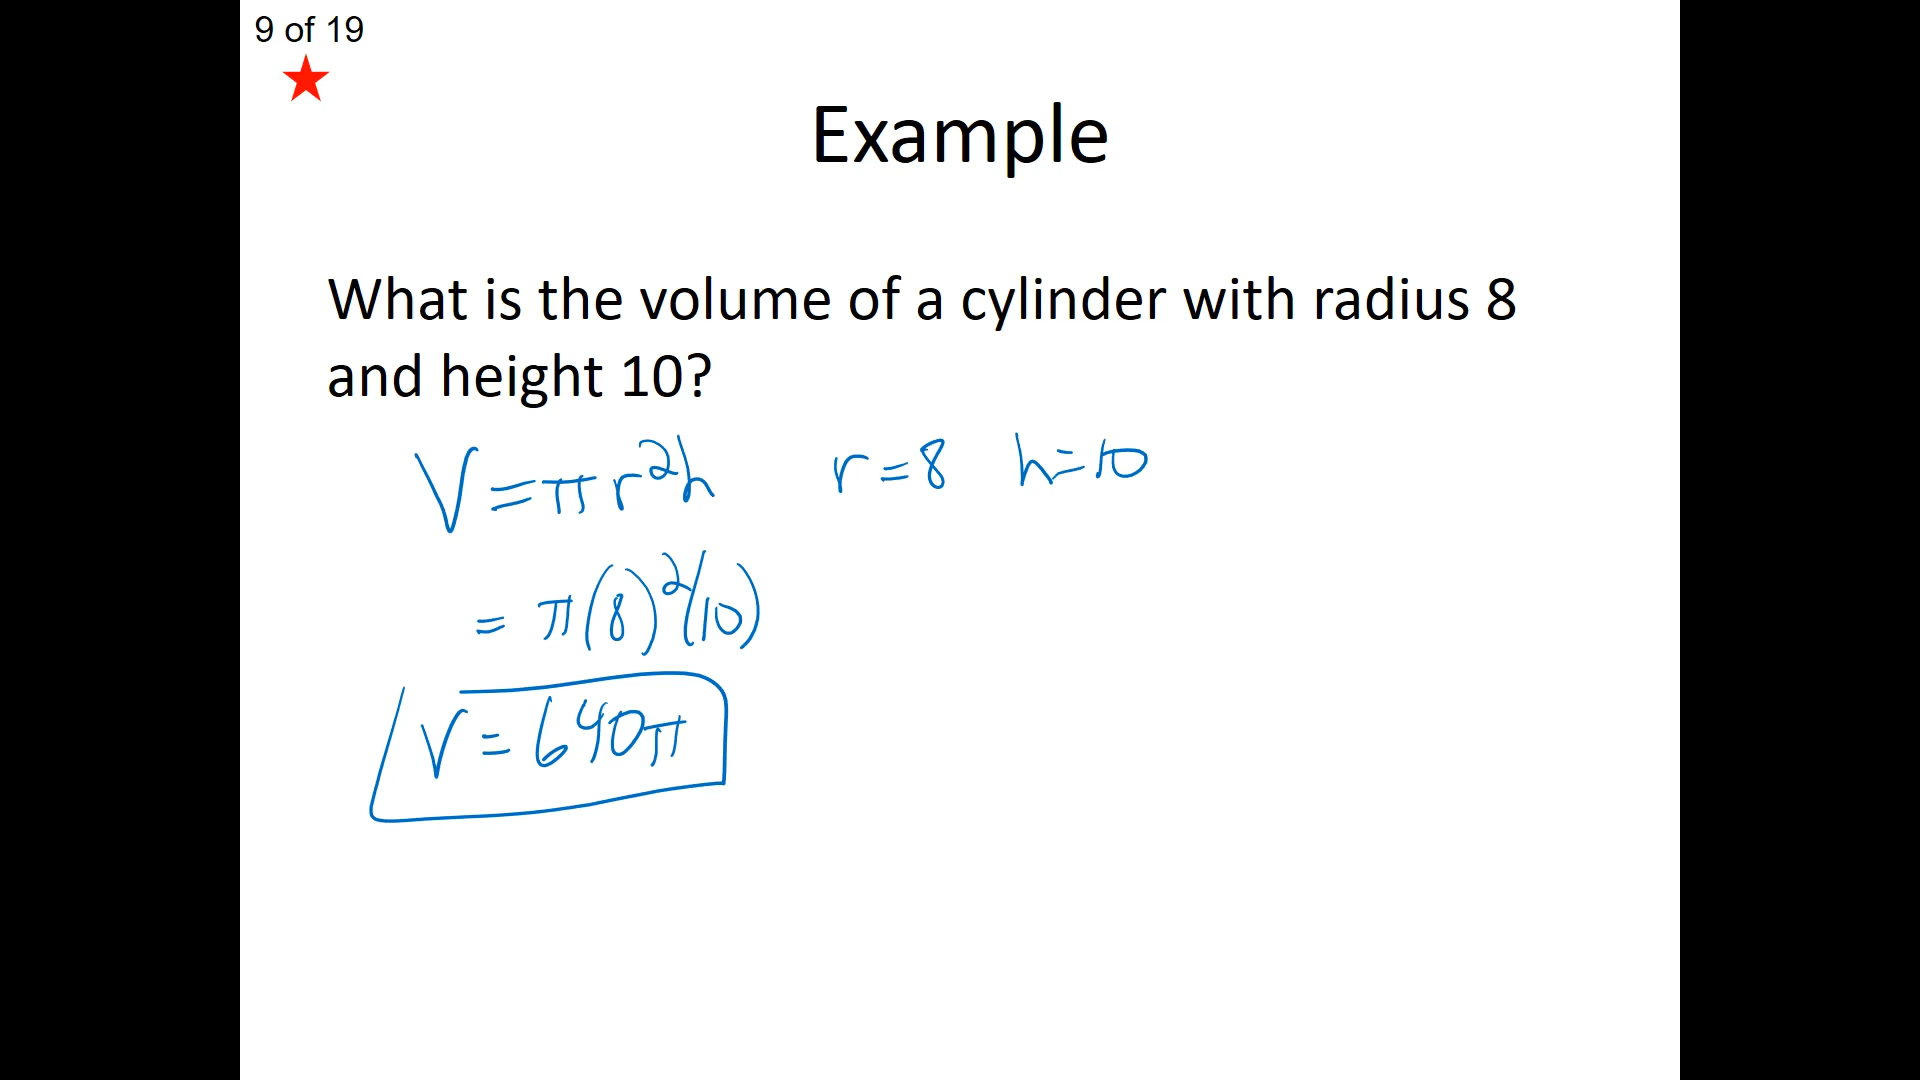 9 of 19
Example
What is the volume of a cylinder with radius 8
and height 10?
V = πr²h r = 8 h = 10
= π(8)²(10)
V = 640π